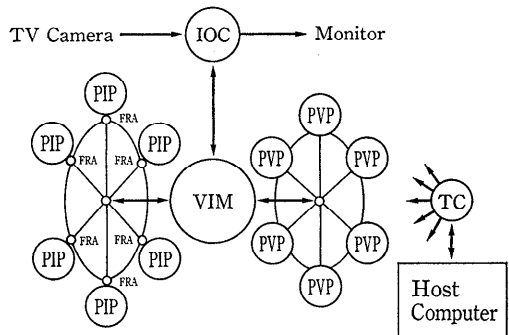 TV Camera
IOC
Monitor
PIP
FRA
PIP
PIP
FRA
FRA
VIM
FRA
FRA
PIP
PIP
FRA
PIP
PVP
PVP
PVP
PVP
PVP
PVP
TC
Host
Computer